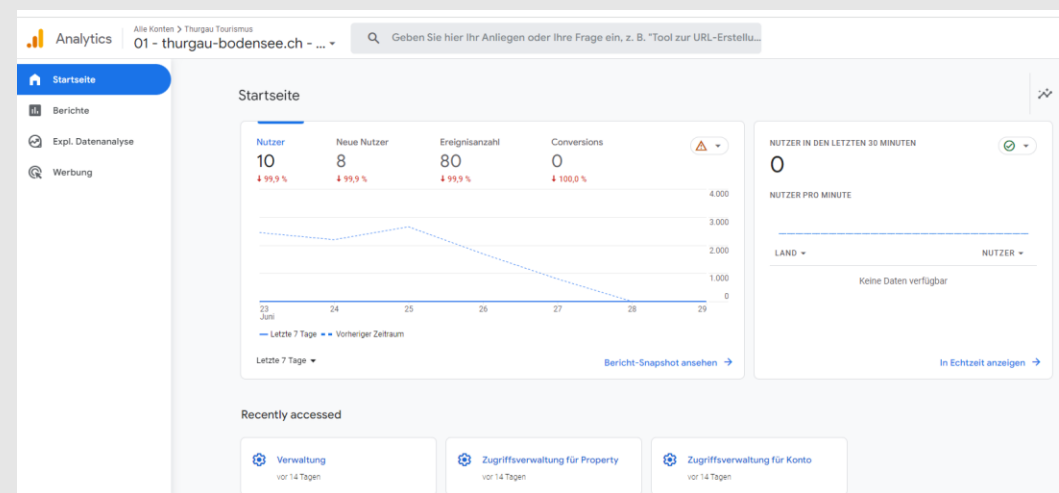 Analytics
Alle Konten > Thurgau Tourismus
01 - thurgau-bodensee.ch - ...
Geben Sie hier Ihr Anliegen oder Ihre Frage ein, z. B. "Tool zur URL-Erstellu...
Startseite
Berichte
Expl. Datenanalyse
Werbung
Startseite
Nutzer Neue Nutzer Ereignisanzahl Conversions
10 8 80 0
↓ 99,9 % ↓ 99,9 % ↓ 99,9 % ↓ 100,0 %
4.000
3.000
2.000
1.000
0
23 24 25 26 27 28 29
Juni
Letzte 7 Tage Vorheriger Zeitraum
Letzte 7 Tage Bericht-Snapshot ansehen →
NUTZER IN DEN LETZTEN 30 MINUTEN
0
NUTZER PRO MINUTE
LAND NUTZER
Keine Daten verfügbar
In Echtzeit anzeigen →
Recently accessed
Verwaltung
vor 14 Tagen
Zugriffsverwaltung für Property
vor 14 Tagen
Zugriffsverwaltung für Konto
vor 14 Tagen